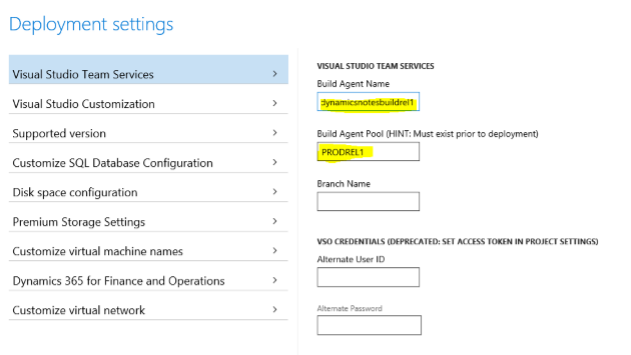 Deployment settings
Visual Studio Team Services
Visual Studio Customization
Supported version
Customize SQL Database Configuration
Disk space configuration
Premium Storage Settings
Customize virtual machine names
Dynamics 365 for Finance and Operations
Customize virtual network
VISUAL STUDIO TEAM SERVICES
Build Agent Name
dynamicsnotesbuildrel1
Build Agent Pool (HINT: Must exist prior to deployment)
PRODREL1
Branch Name
VSO CREDENTIALS (DEPRECATED: SET ACCESS TOKEN IN PROJECT SETTINGS)
Alternate User ID
Alternate Password